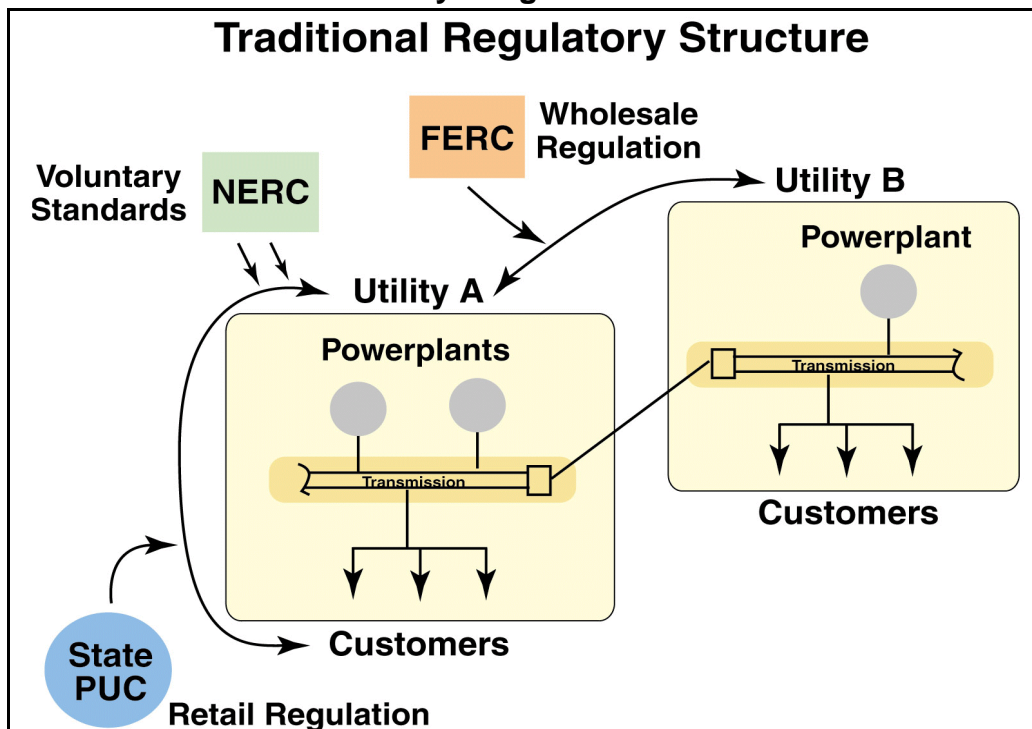 Traditional Regulatory Structure
FERC
Wholesale
Regulation
Voluntary
Standards
NERC
Utility B
Powerplant
Transmission
Customers
Utility A
Powerplants
Transmission
Customers
State
PUC
Retail Regulation